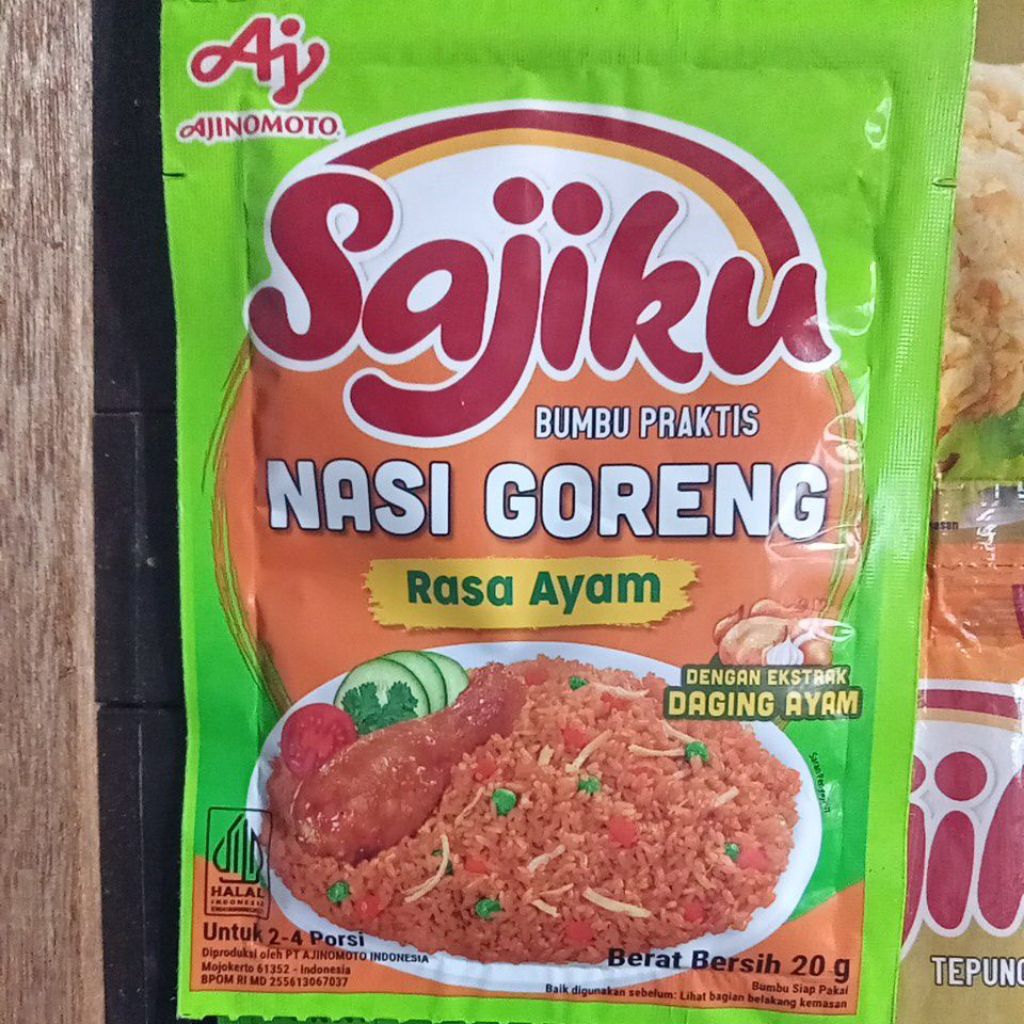 Aj
AJINOMOTO
Sajiku
BUMBU PRAKTIS
NASI GORENG
Rasa Ayam
DENGAN EKSTRAK
DAGING AYAM
HALAL
INDONESIA
Untuk 2-4 Porsi
Diproduksi oleh PT AJINOMOTO INDONESIA
Mojokerto 61352 - Indonesia
BPOM RI MD 255613067037
Berat Bersih 20 g
Bumbu Siap Pakai
Baik digunakan sebelum: Lihat bagian belakang kemasan
TEPUNG